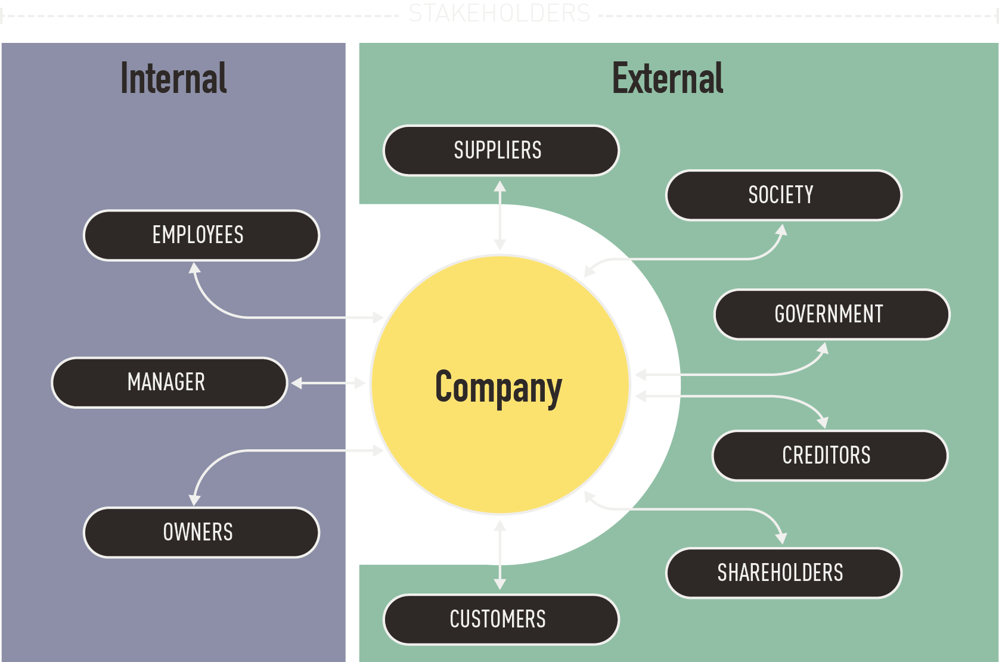 STAKEHOLDERS
Internal
EMPLOYEES
MANAGER
OWNERS
External
SUPPLIERS
SOCIETY
GOVERNMENT
Company
CREDITORS
SHAREHOLDERS
CUSTOMERS